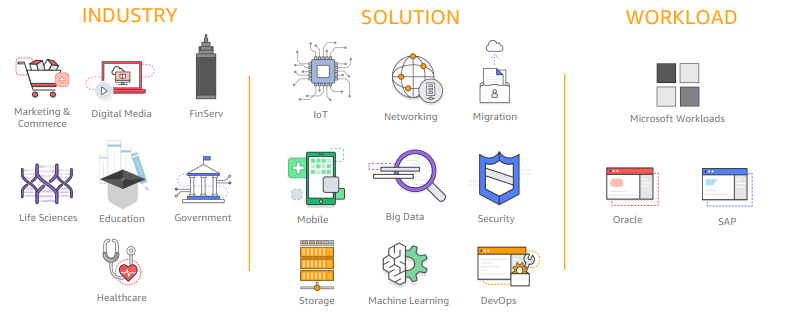 INDUSTRY
SOLUTION
WORKLOAD
Marketing &
Commerce
Digital Media
FinServ
IoT
Networking
Migration
Microsoft Workloads
Life Sciences
Education
Government
Mobile
Big Data
Security
Oracle
SAP
Healthcare
Storage
Machine Learning
DevOps